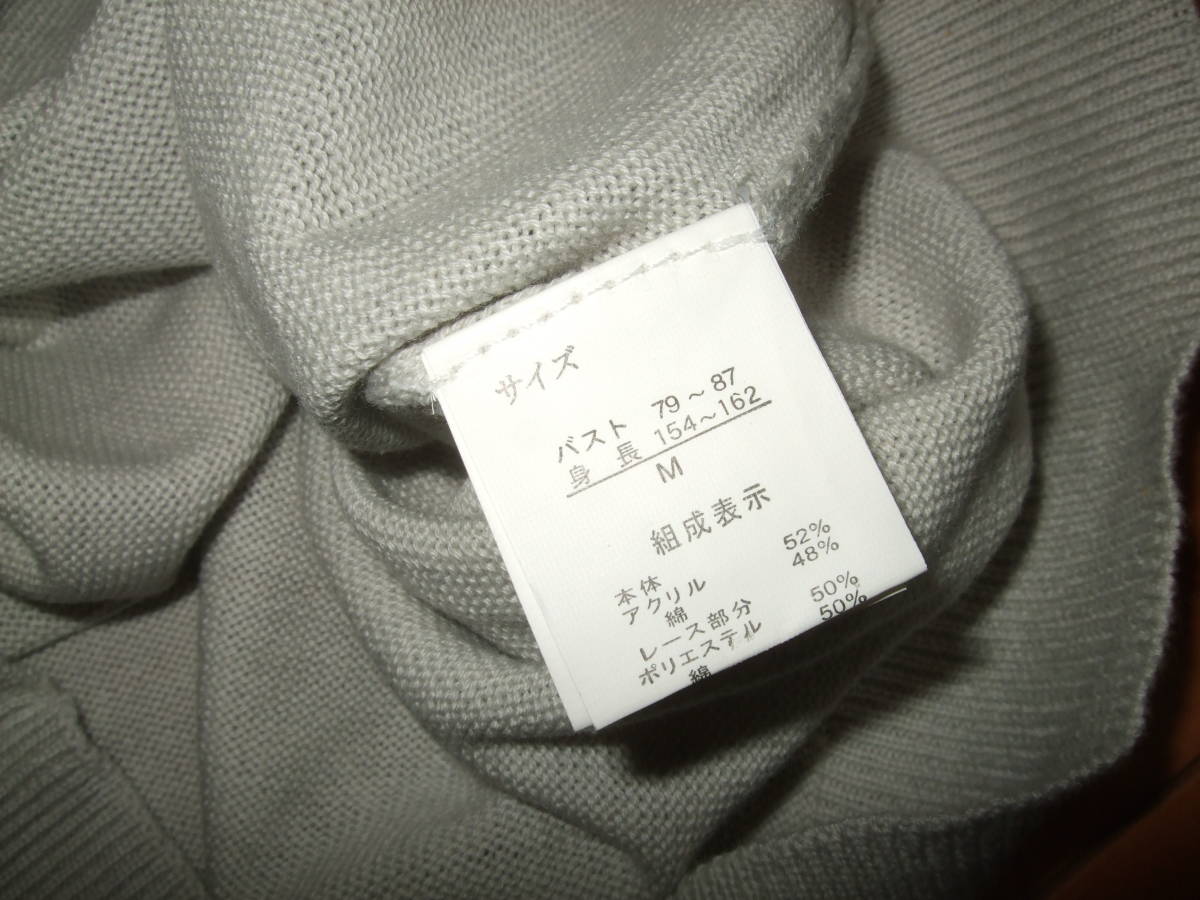 サイズ
バスト 79～87
身長 154～162
M
組成表示
本体
アクリル 52%
綿 48%
レース部分
ポリエステル 50%
綿 50%